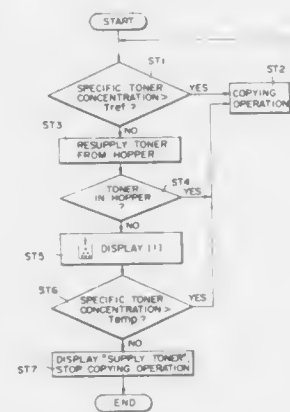 START
ST1
SPECIFIC TONER
CONCENTRATION>
Tref?
YES
ST2
COPYING
OPERATION
NO
ST3
RESUPPLY TONER
FROM HOPPER
ST4
TONER
IN HOPPER
?
YES
NO
ST5
DISPLAY [1]
ST6
SPECIFIC TONER
CONCENTRATION>
Temp?
YES
NO
ST7
DISPLAY "SUPPLY TONER",
STOP COPYING OPERATION
END